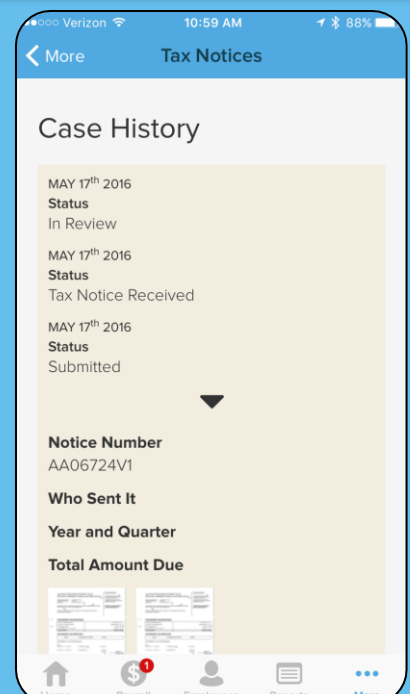 Verizon 10:59 AM 88%
More Tax Notices
Case History
MAY 17th 2016
Status
In Review
MAY 17th 2016
Status
Tax Notice Received
MAY 17th 2016
Status
Submitted
Notice Number
AA06724V1
Who Sent It
Year and Quarter
Total Amount Due
1